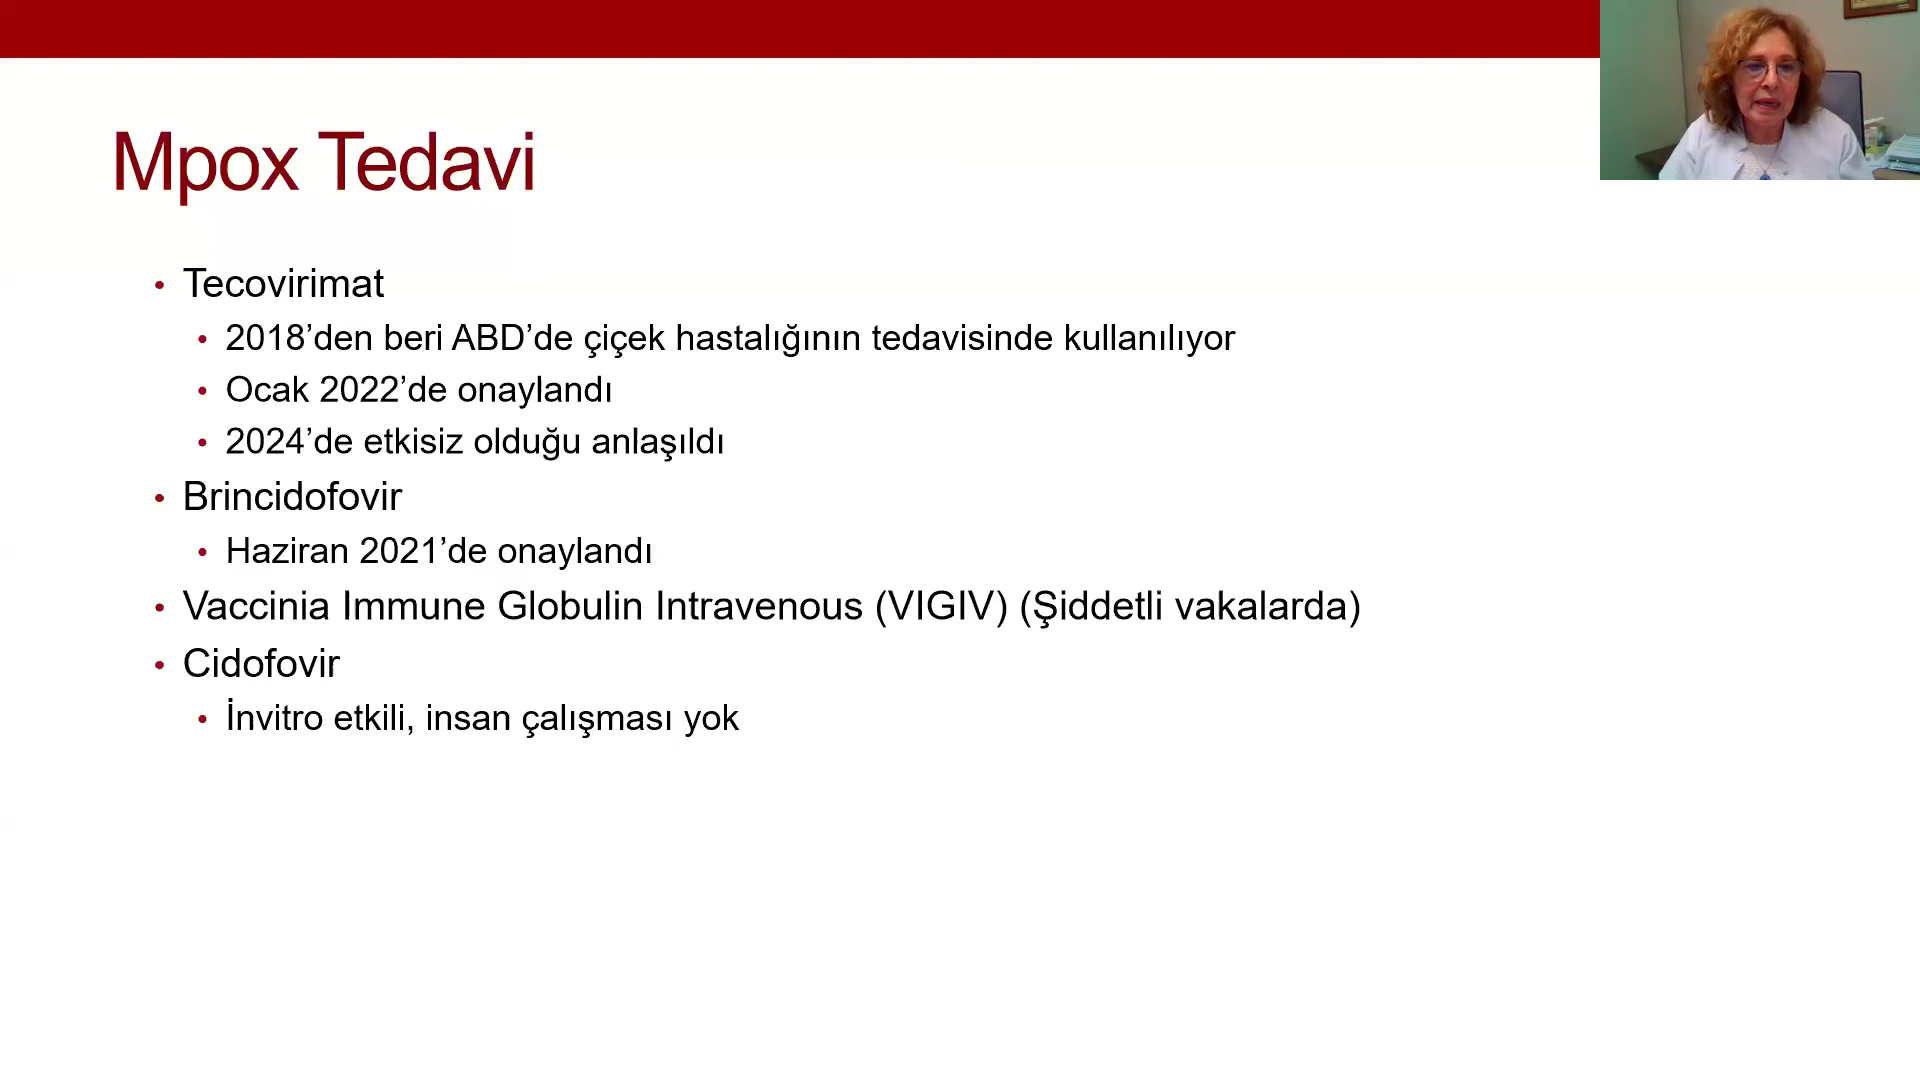 Mpox Tedavi
• Tecovirimat
• 2018’den beri ABD’de çiçek hastalığının tedavisinde kullanılıyor
• Ocak 2022’de onaylandı
• 2024’de etkisiz olduğu anlaşıldı
• Brincidofovir
• Haziran 2021’de onaylandı
• Vaccinia Immune Globulin Intravenous (VIGIV) (Şiddetli vakalarda)
• Cidofovir
• İnvitro etkili, insan çalışması yok